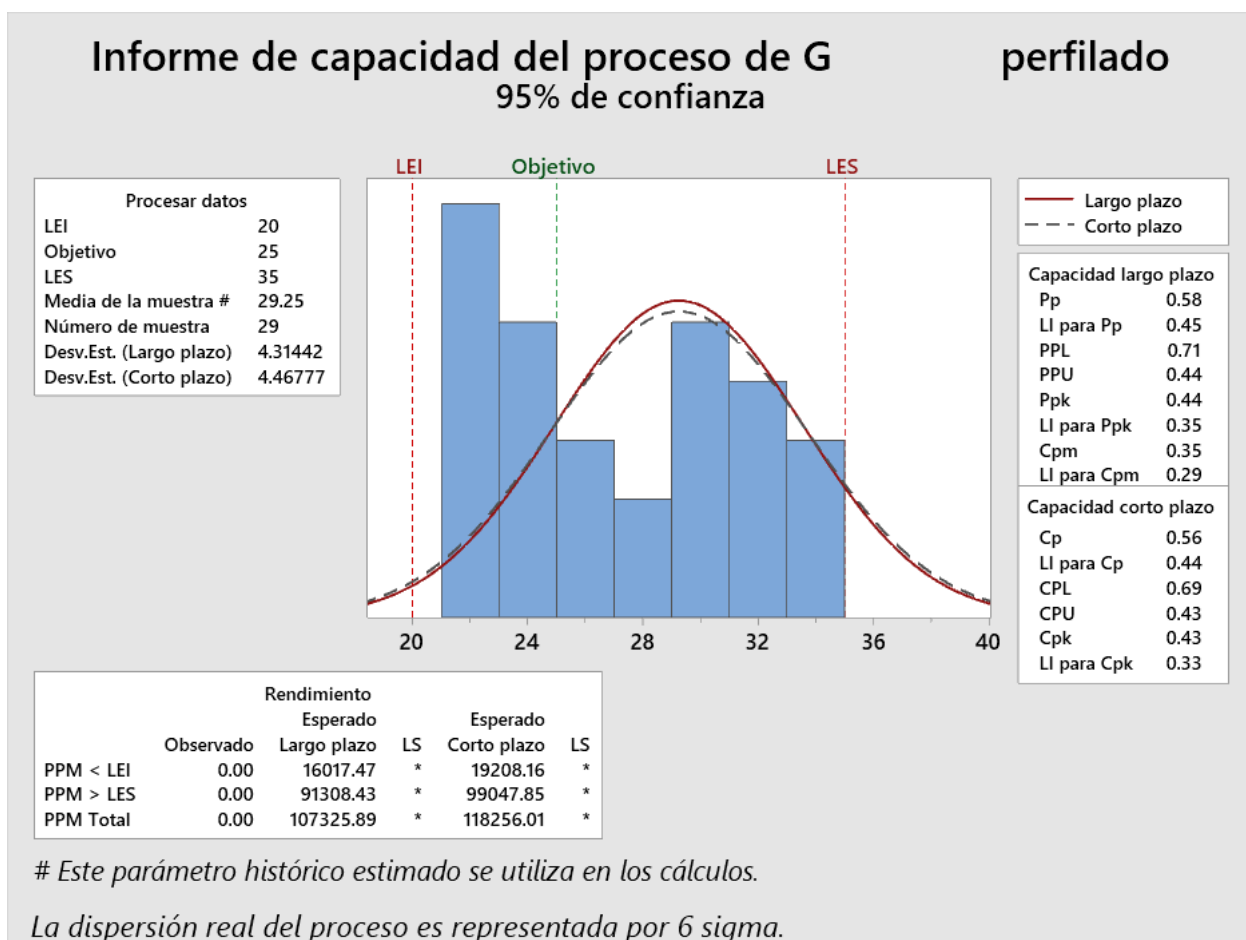 Informe de capacidad del proceso de G perfilado
95% de confianza
LEI Objetivo LES
Procesar datos
LEI 20
Objetivo 25
LES 35
Media de la muestra # 29.25
Número de muestra 29
Desv.Est. (Largo plazo) 4.31442
Desv.Est. (Corto plazo) 4.46777
20 24 28 32 36 40
Largo plazo
Corto plazo
Capacidad largo plazo
Pp 0.58
LI para Pp 0.45
PPL 0.71
PPU 0.44
Ppk 0.44
LI para Ppk 0.35
Cpm 0.35
LI para Cpm 0.29
Capacidad corto plazo
Cp 0.56
LI para Cp 0.44
CPL 0.69
CPU 0.43
Cpk 0.43
LI para Cpk 0.33
Rendimiento
Esperado Esperado
Observado Largo plazo LS Corto plazo LS
PPM < LEI 0.00 16017.47 * 19208.16 *
PPM > LES 0.00 91308.43 * 99047.85 *
PPM Total 0.00 107325.89 * 118256.01 *
# Este parámetro histórico estimado se utiliza en los cálculos.
La dispersión real del proceso es representada por 6 sigma.